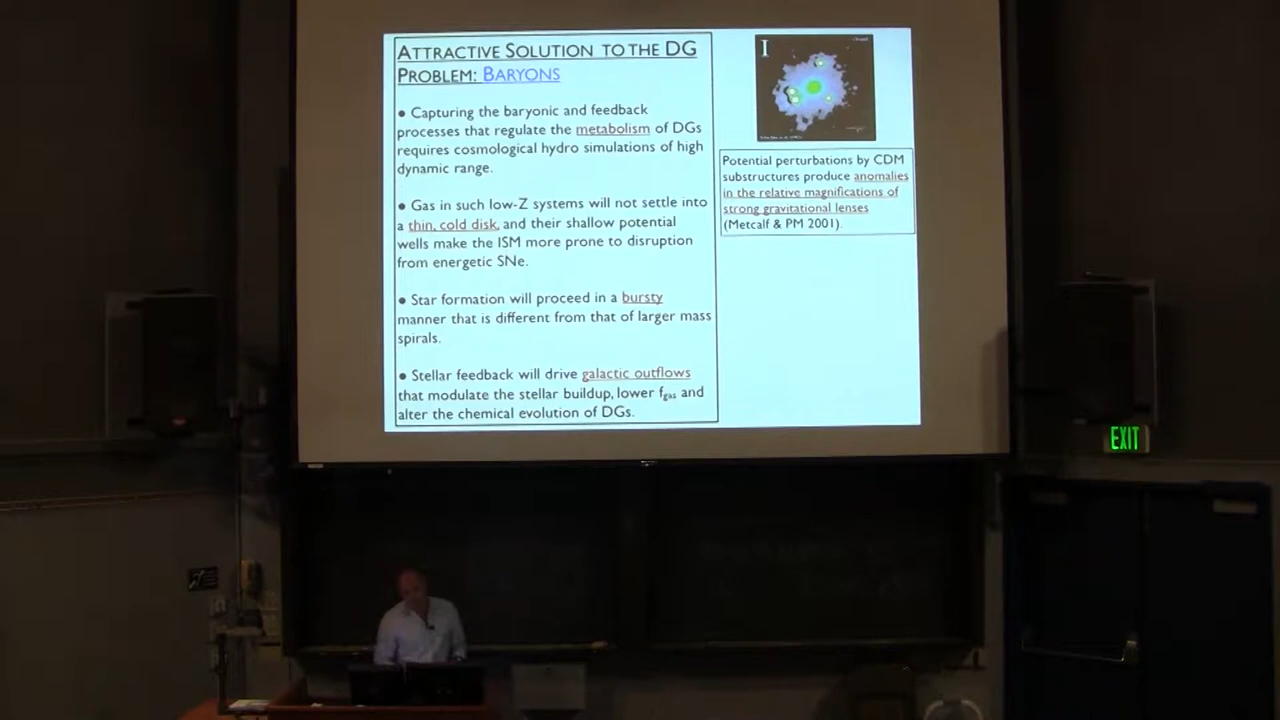 ATTRACTIVE SOLUTION TO THE DG
PROBLEM: BARYONS
● Capturing the baryonic and feedback
processes that regulate the metabolism of DGs
requires cosmological hydro simulations of high
dynamic range.
● Gas in such low-Z systems will not settle into
a thin, cold disk, and their shallow potential
wells make the ISM more prone to disruption
from energetic SNe.
● Star formation will proceed in a bursty
manner that is different from that of larger mass
spirals.
● Stellar feedback will drive galactic outflows
that modulate the stellar buildup, lower fgas and
alter the chemical evolution of DGs.
I
Potential perturbations by CDM
substructures produce anomalies
in the relative magnifications of
strong gravitational lenses
(Metcalf & PM 2001).
EXIT